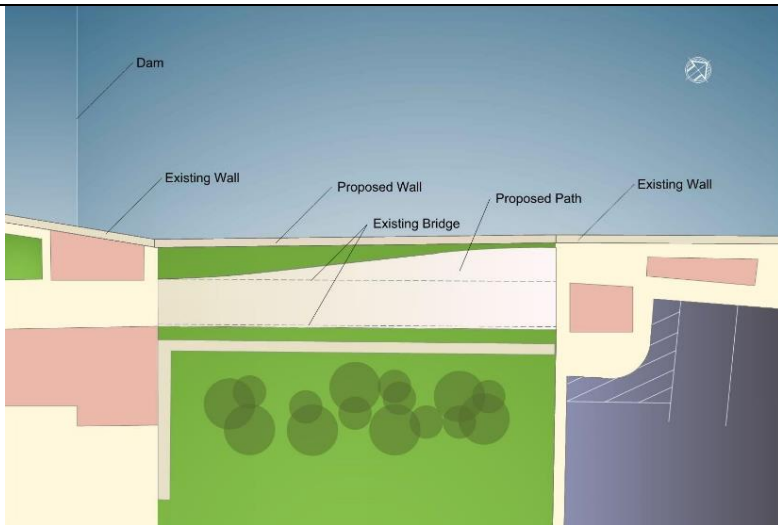 Dam
Existing Wall
Proposed Wall
Existing Bridge
Proposed Path
Existing Wall